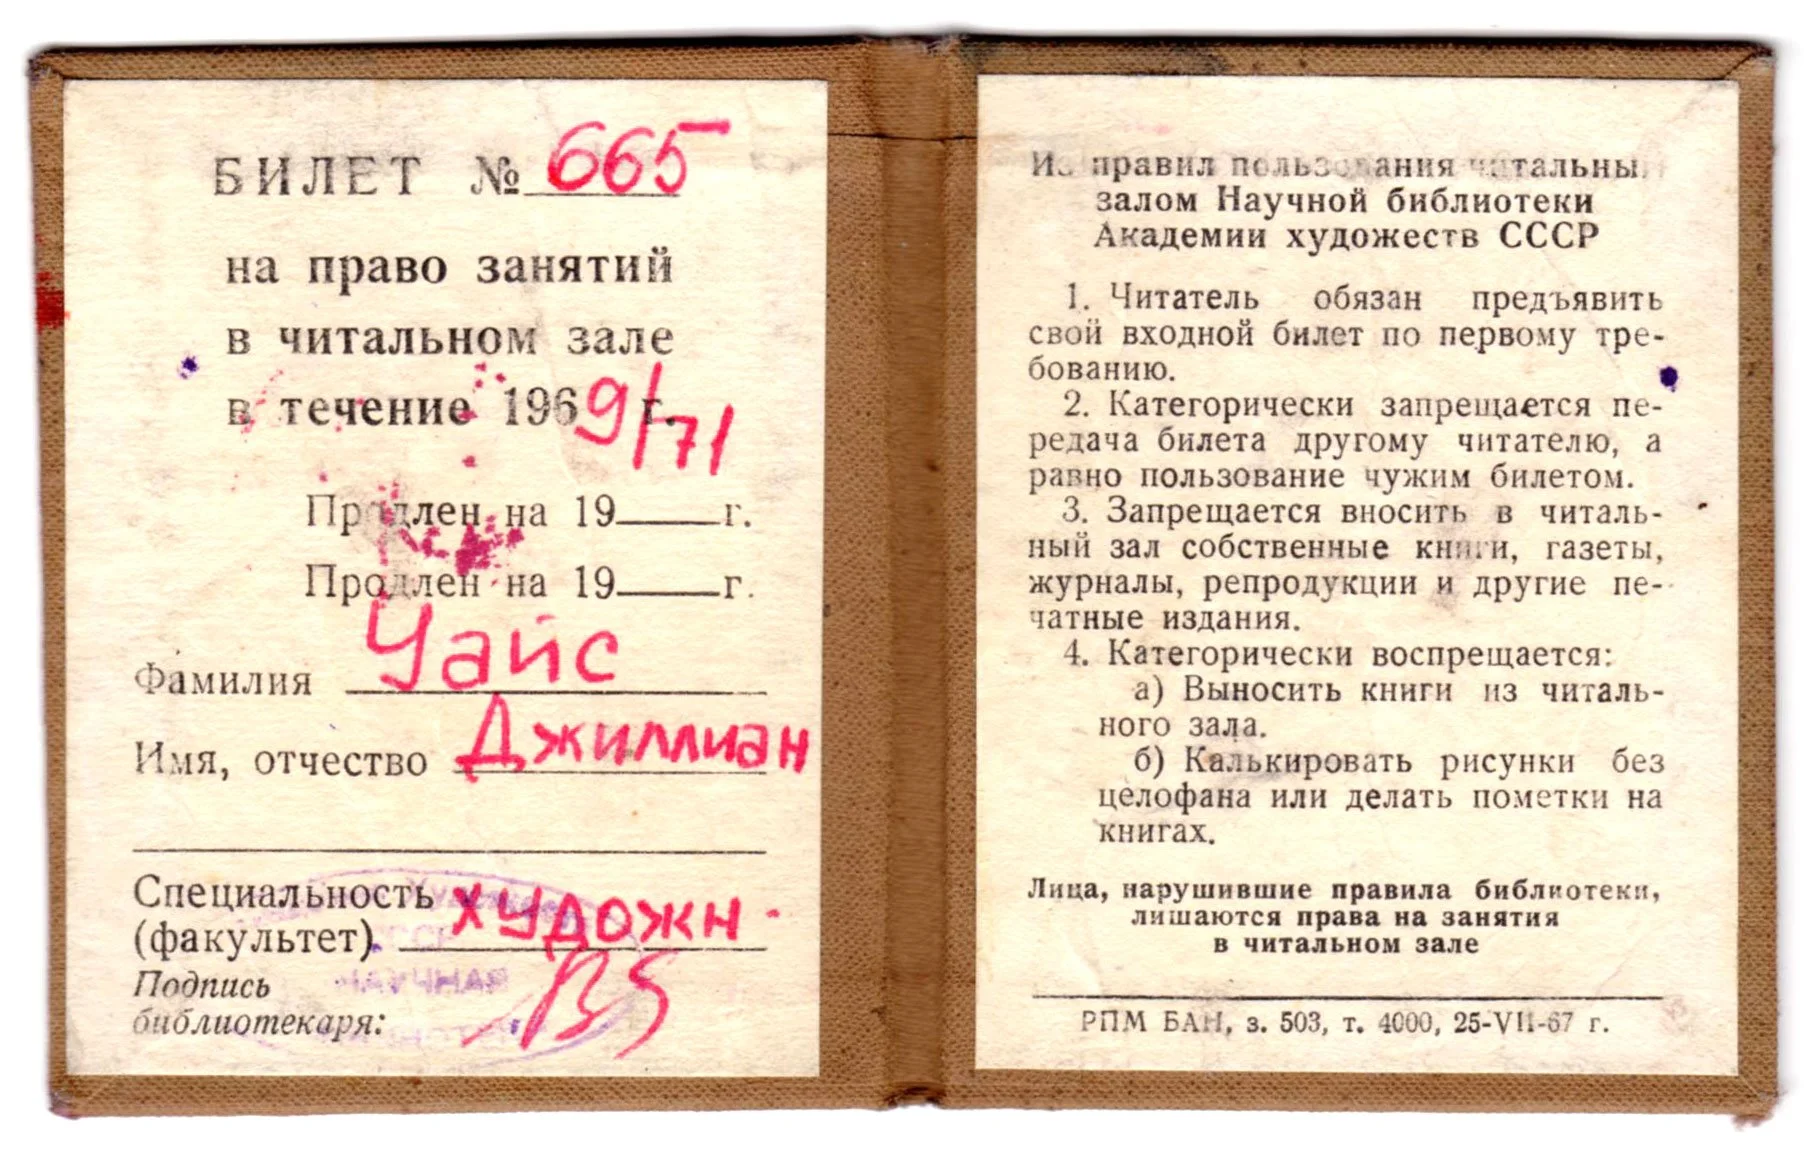 БИЛЕТ № 665
на право занятий
в читальном зале
в течение 1969/71 г.
Продлен на 19 г.
Продлен на 19 г.
Фамилия Уайс
Имя, отчество Джиллиан
Специальность
(факультет) художн.
НАУЧНАЯ
Подпись
библиотекаря:
Из правил пользования читальным
залом Научной библиотеки
Академии художеств СССР
1. Читатель обязан предъявить
свой входной билет по первому тре-
бованию.
2. Категорически запрещается пе-
редача билета другому читателю, а
равно пользование чужим билетом.
3. Запрещается вносить в читаль-
ный зал собственные книги, газеты,
журналы, репродукции и другие пе-
чатные издания.
4. Категорически воспрещается:
а) Выносить книги из читаль-
ного зала.
б) Калькировать рисунки без
целофана или делать пометки на
книгах.
Лица, нарушившие правила библиотеки,
лишаются права на занятия
в читальном зале
РПМ БАН, з. 503, т. 4000, 25-VII-67 г.